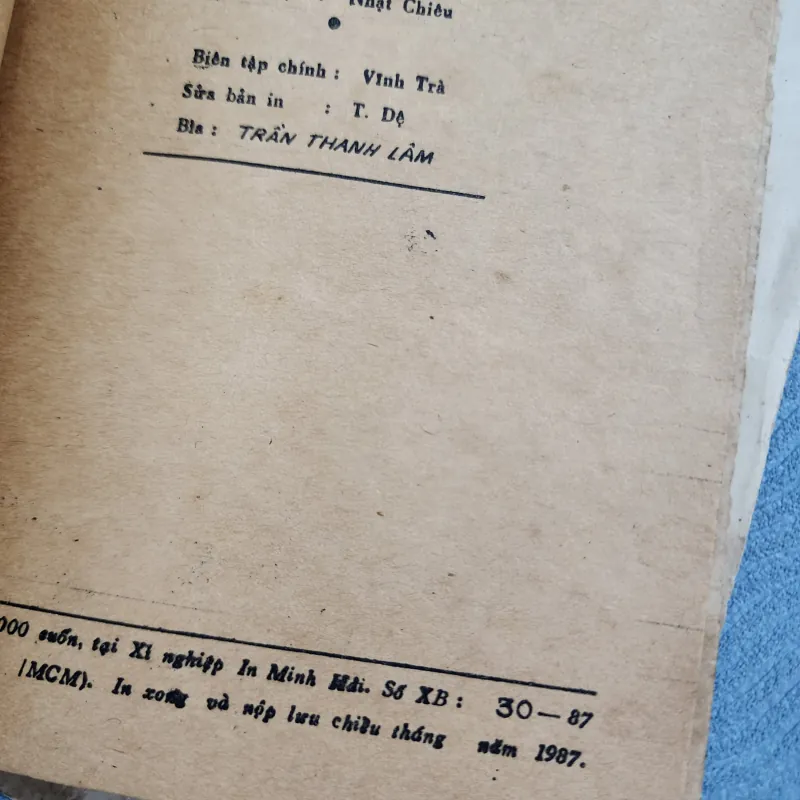 Nhật Chiêu
Biên tập chính : Vĩnh Trà
Sửa bản in : T. Dệ
Bìa : TRẦN THANH LÂM
000 cuốn, tại Xí nghiệp In Minh Hải. Số XB : 30 — 87
/MCM). In xong và nộp lưu chiều tháng năm 1987.